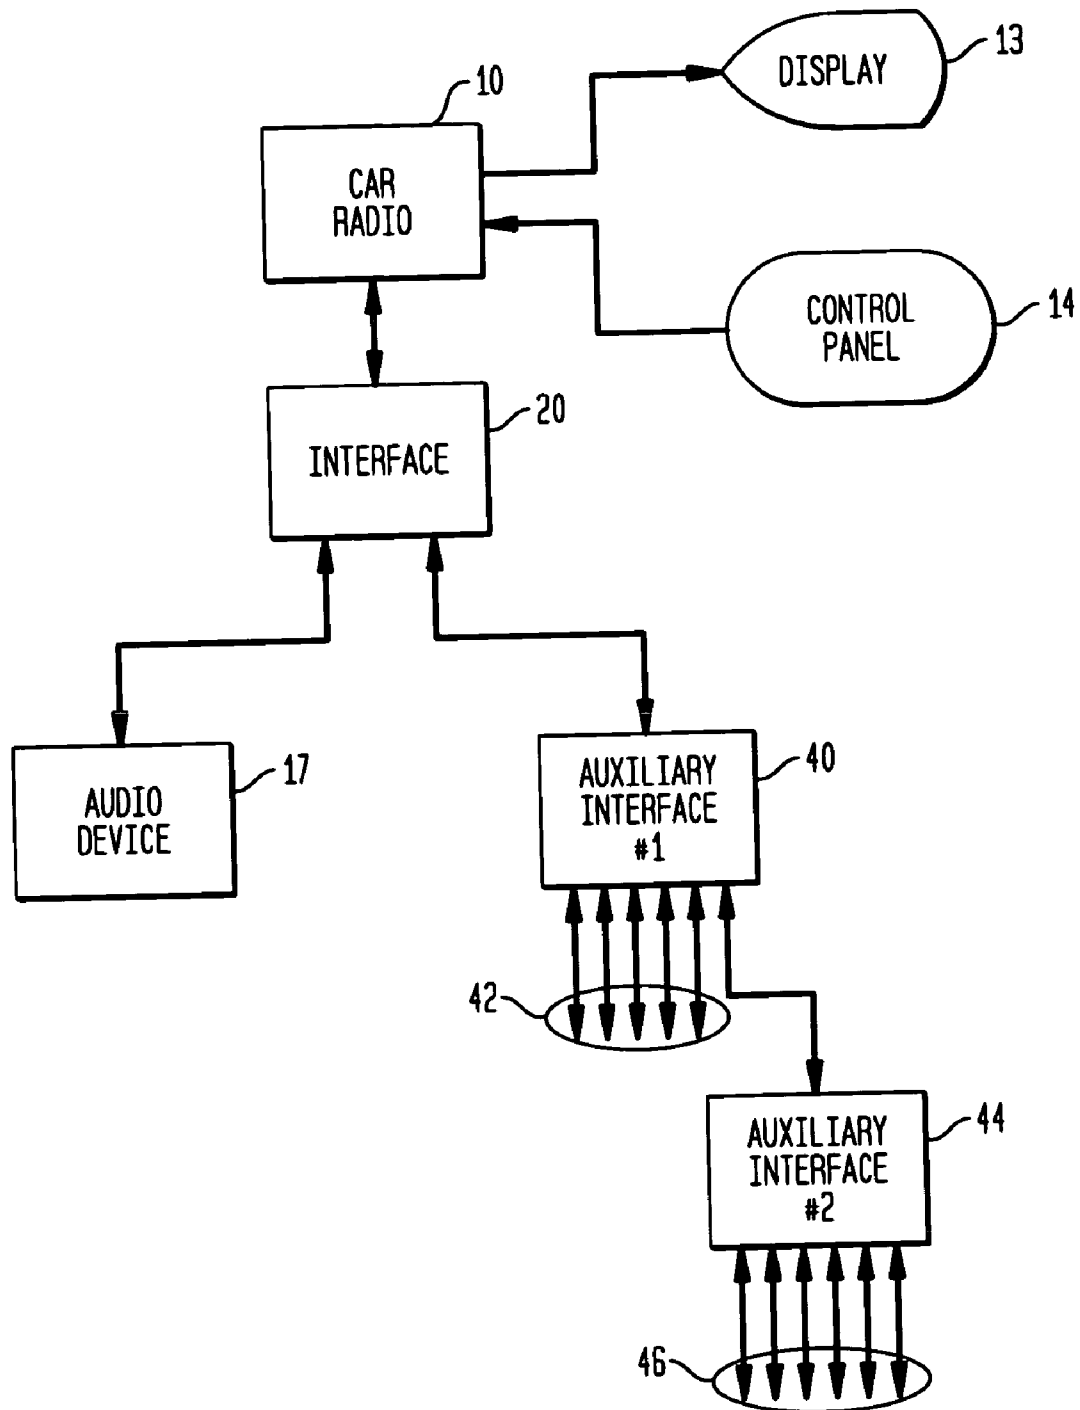 13
DISPLAY
10
CAR
RADIO
CONTROL
PANEL
14
20
INTERFACE
17
AUDIO
DEVICE
40
AUXILIARY
INTERFACE
#1
42
44
AUXILIARY
INTERFACE
#2
46